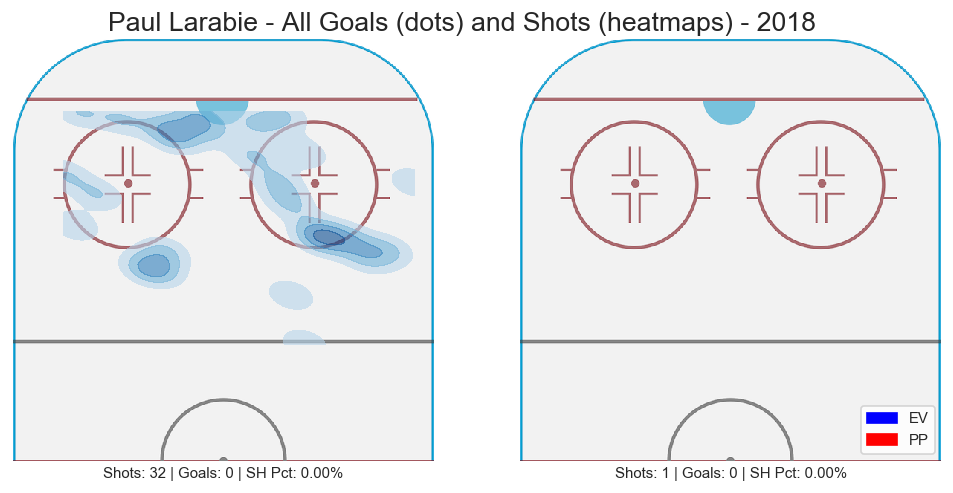 Paul Larabie - All Goals (dots) and Shots (heatmaps) - 2018
EV
PP
Shots: 32 | Goals: 0 | SH Pct: 0.00%
Shots: 1 | Goals: 0 | SH Pct: 0.00%